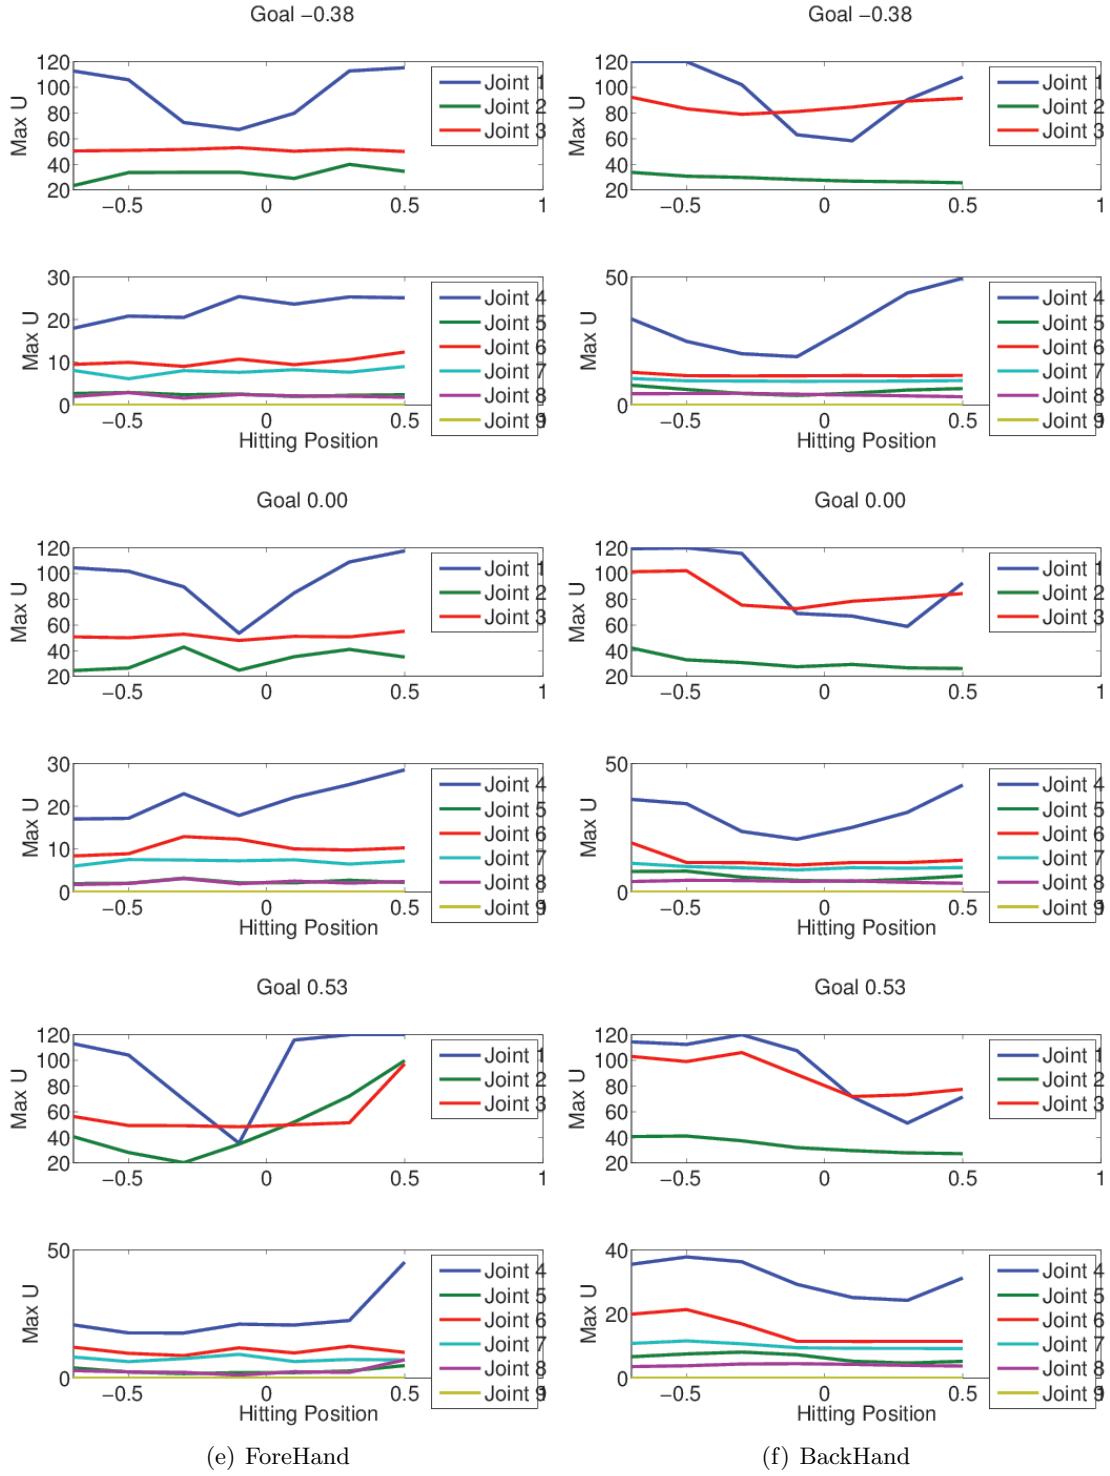 Goal −0.38
Goal −0.38
Max U
120
100
80
60
40
20
−0.5
0
0.5
1
Joint 1
Joint 2
Joint 3
Max U
120
100
80
60
40
20
−0.5
0
0.5
1
Joint 1
Joint 2
Joint 3
Max U
30
20
10
0
−0.5
0
0.5
Hitting Position
Joint 4
Joint 5
Joint 6
Joint 7
Joint 8
Joint 9
Max U
50
0
−0.5
0
0.5
Hitting Position
Joint 4
Joint 5
Joint 6
Joint 7
Joint 8
Joint 9
Goal 0.00
Goal 0.00
Max U
120
100
80
60
40
20
−0.5
0
0.5
1
Joint 1
Joint 2
Joint 3
Max U
120
100
80
60
40
20
−0.5
0
0.5
1
Joint 1
Joint 2
Joint 3
Max U
30
20
10
0
−0.5
0
0.5
Hitting Position
Joint 4
Joint 5
Joint 6
Joint 7
Joint 8
Joint 9
Max U
50
0
−0.5
0
0.5
Hitting Position
Joint 4
Joint 5
Joint 6
Joint 7
Joint 8
Joint 9
Goal 0.53
Goal 0.53
Max U
120
100
80
60
40
20
−0.5
0
0.5
1
Joint 1
Joint 2
Joint 3
Max U
120
100
80
60
40
20
−0.5
0
0.5
1
Joint 1
Joint 2
Joint 3
Max U
50
0
−0.5
0
0.5
Hitting Position
Joint 4
Joint 5
Joint 6
Joint 7
Joint 8
Joint 9
Max U
40
20
0
−0.5
0
0.5
Hitting Position
Joint 4
Joint 5
Joint 6
Joint 7
Joint 8
Joint 9
(e) ForeHand
(f) BackHand